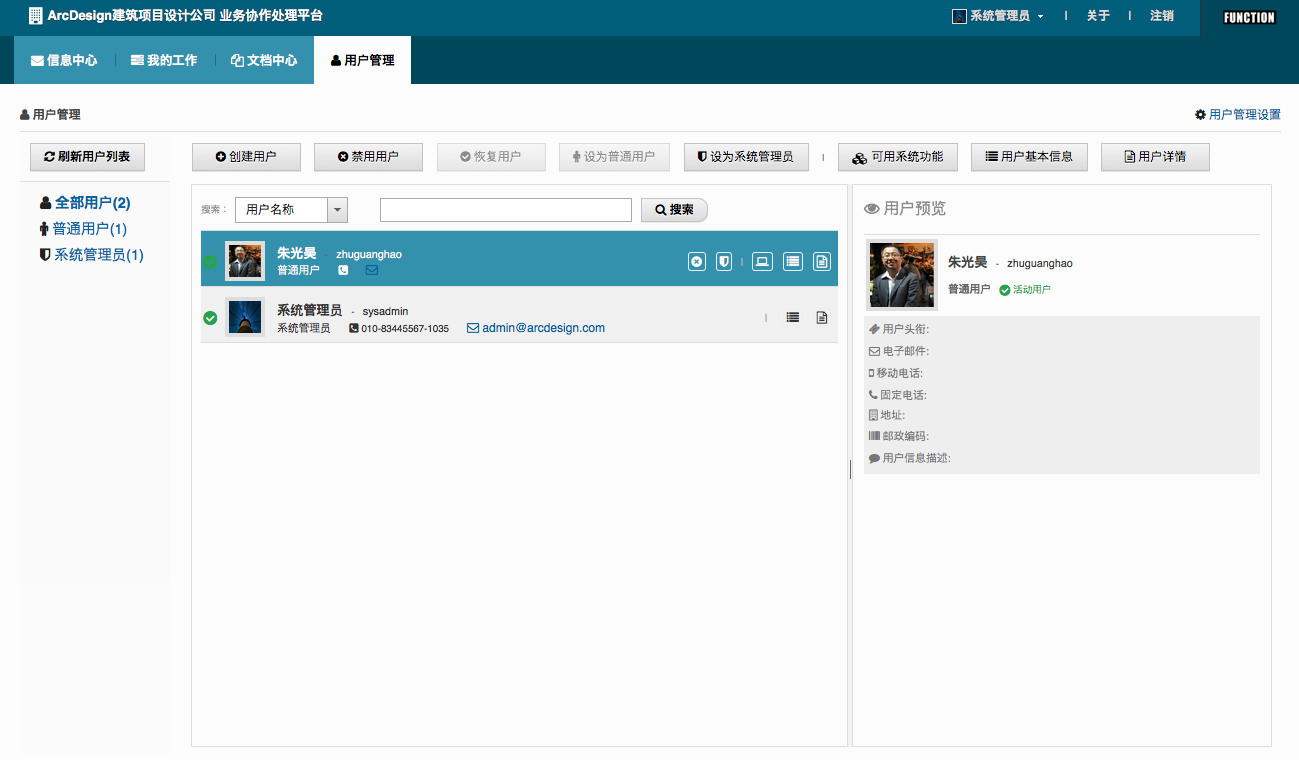 ArcDesign建筑项目设计公司 业务协作处理平台
系统管理员 | 关于 | 注销
FUNCTION
信息中心 | 我的工作 | 文档中心 用户管理
用户管理
用户管理设置
刷新用户列表 创建用户 禁用用户 恢复用户 设为普通用户 设为系统管理员 | 可用系统功能 用户基本信息 用户详情
全部用户(2)
普通用户(1)
系统管理员(1)
搜索： 用户名称 搜索
朱光昊 - zhuguanghao
普通用户
系统管理员 - sysadmin
系统管理员 010-83445567-1035 admin@arcdesign.com
用户预览
朱光昊 - zhuguanghao
普通用户 活动用户
用户头衔:
电子邮件:
移动电话:
固定电话:
地址:
邮政编码:
用户信息描述: